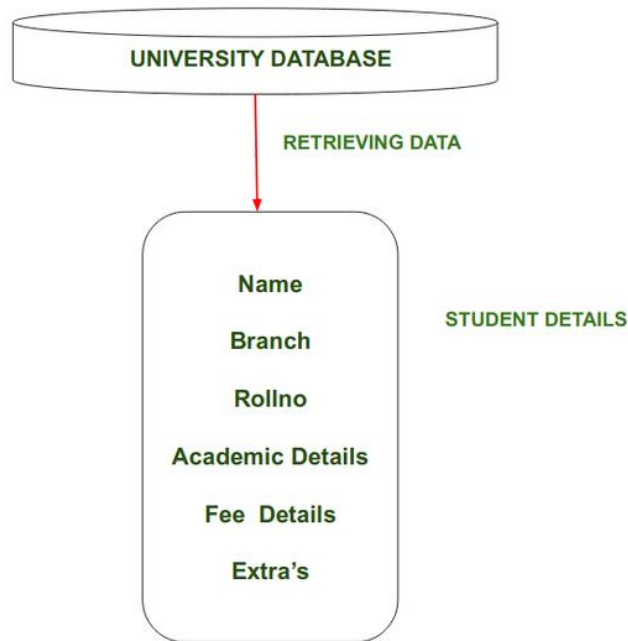 UNIVERSITY DATABASE
RETRIEVING DATA
Name
STUDENT DETAILS
Branch
Rollno
Academic Details
Fee Details
Extra's